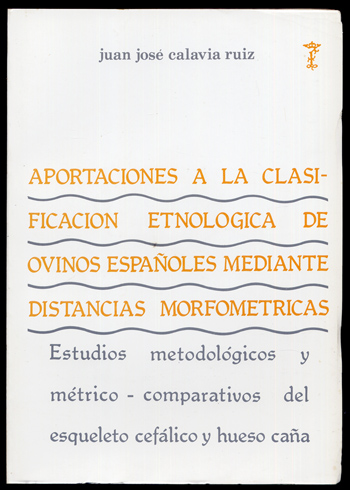 juan josé calavia ruiz
APORTACIONES A LA CLASI-
FICACION ETNOLOGICA DE
OVINOS ESPAÑOLES MEDIANTE
DISTANCIAS MORFOMETRICAS
Estudios metodológicos y
métrico - comparativos del
esqueleto cefálico y hueso caña